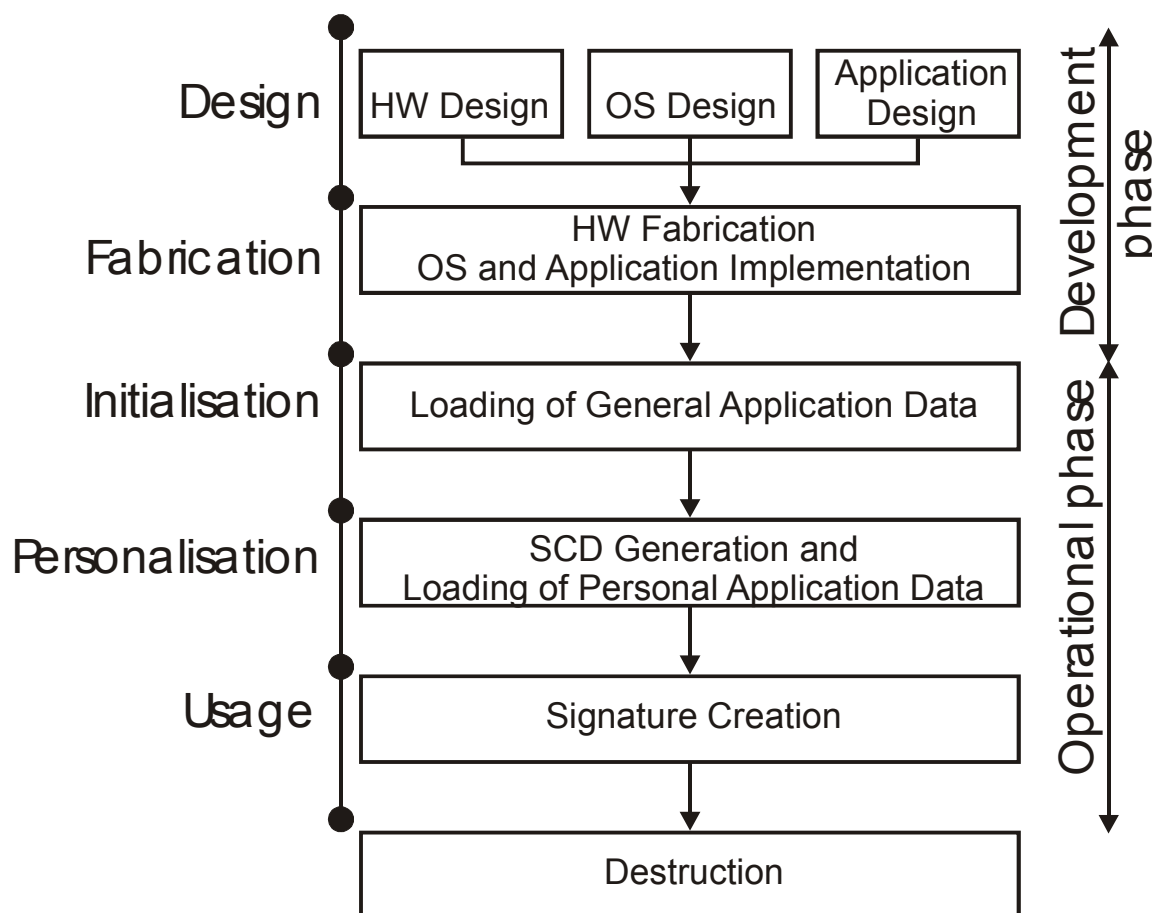 Design
HW Design
OS Design
Application
Design
Fabrication
HW Fabrication
OS and Application Implementation
Initialisation
Loading of General Application Data
Personalisation
SCD Generation and
Loading of Personal Application Data
Usage
Signature Creation
Destruction
Development
phase
Operational phase